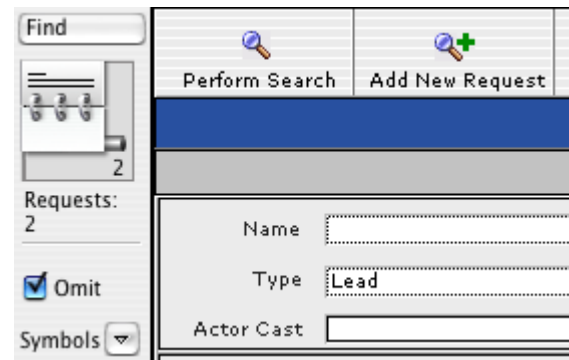 Find
2
Requests:
2
Omit
Symbols
Perform Search
Add New Request
Name
Type Lead
Actor Cast